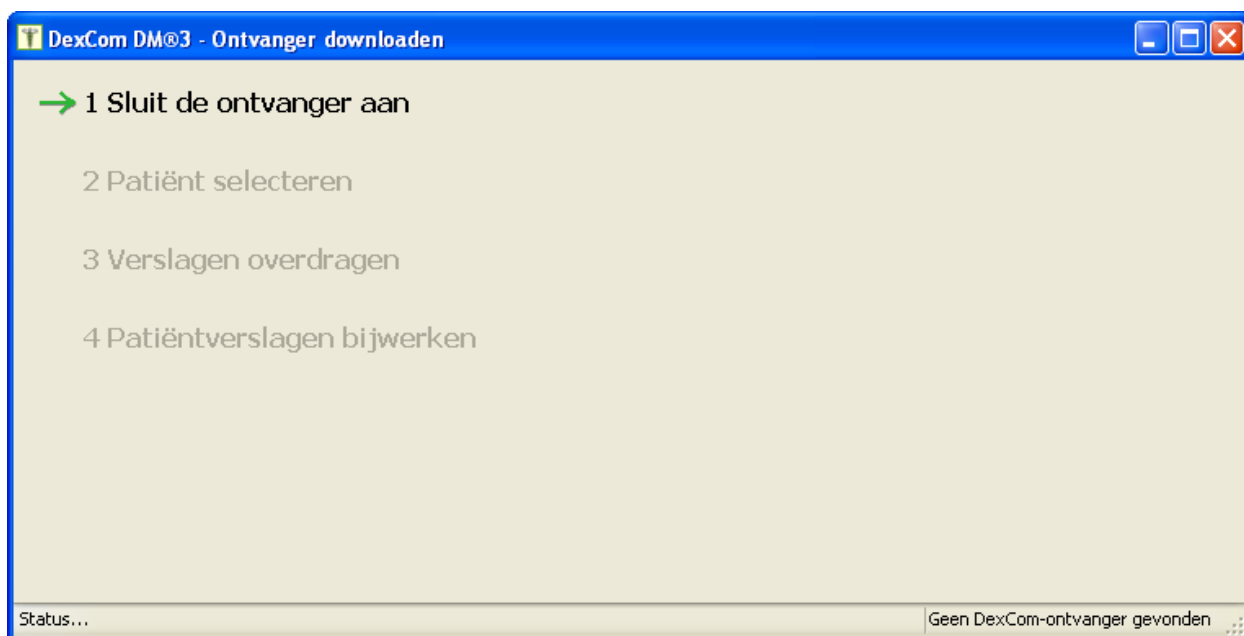 DexCom DM®3 - Ontvanger downloaden
1 Sluit de ontvanger aan
2 Patiënt selecteren
3 Verslagen overdragen
4 Patiëntverslagen bijwerken
Status...
Geen DexCom-ontvanger gevonden